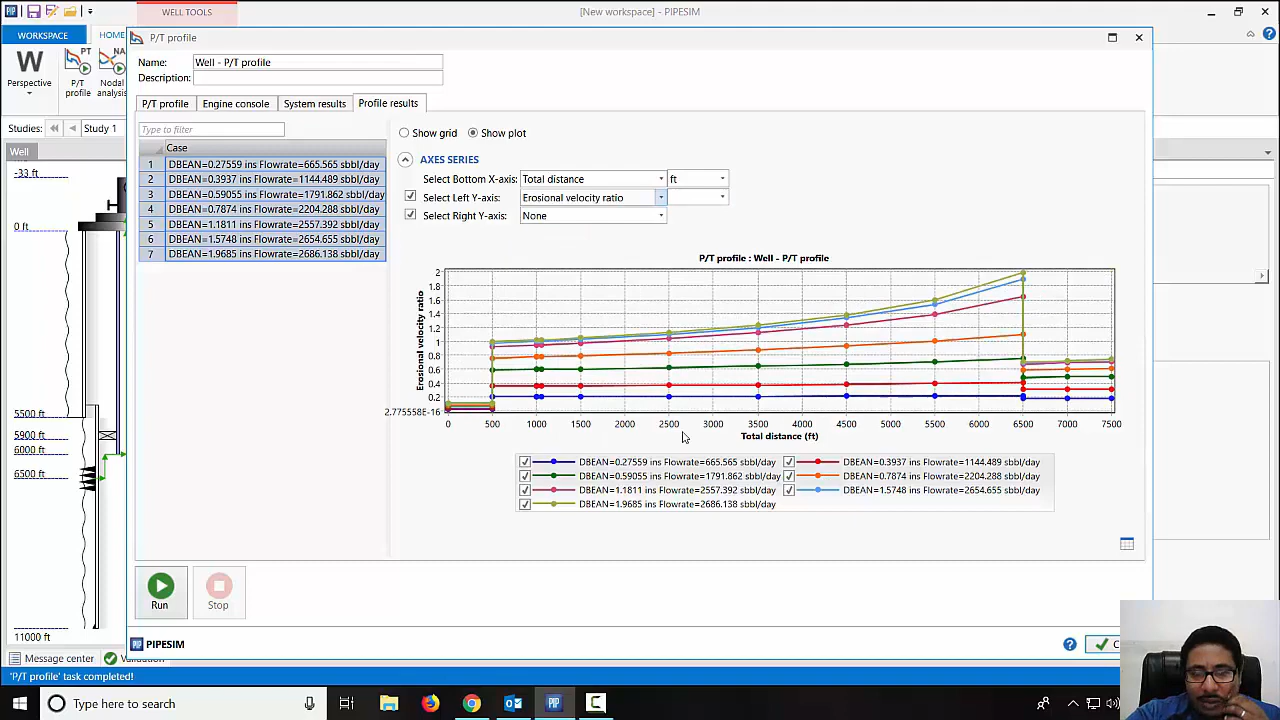 WELL TOOLS
[New workspace] - PIPESIM
WORKSPACE
HOME
P/T profile
PT
NA
W
Perspective
P/T
profile
Nodal
analysis
Name:
Well - P/T profile
Description:
P/T profile
Engine console
System results
Profile results
Studies:
Study 1
Type to filter
Show grid
Show plot
Well
Case
AXES SERIES
1 DBEAN=0.27559 ins Flowrate=665.565 sbbl/day
2 DBEAN=0.3937 ins Flowrate=1144.489 sbbl/day
3 DBEAN=0.59055 ins Flowrate=1791.862 sbbl/day
4 DBEAN=0.7874 ins Flowrate=2204.288 sbbl/day
5 DBEAN=1.1811 ins Flowrate=2557.392 sbbl/day
6 DBEAN=1.5748 ins Flowrate=2654.655 sbbl/day
7 DBEAN=1.9685 ins Flowrate=2686.138 sbbl/day
Select Bottom X-axis: Total distance ft
Select Left Y-axis: Erosional velocity ratio
Select Right Y-axis: None
-33 ft
0 ft
5500 ft
5900 ft
6000 ft
6500 ft
11000 ft
P/T profile : Well - P/T profile
Erosional velocity ratio
2
1.8
1.6
1.4
1.2
1
0.8
0.6
0.4
0.2
2.775558E-16
0 500 1000 1500 2000 2500 3000 3500 4000 4500 5000 5500 6000 6500 7000 7500
Total distance (ft)
DBEAN=0.27559 ins Flowrate=665.565 sbbl/day
DBEAN=0.3937 ins Flowrate=1144.489 sbbl/day
DBEAN=0.59055 ins Flowrate=1791.862 sbbl/day
DBEAN=0.7874 ins Flowrate=2204.288 sbbl/day
DBEAN=1.1811 ins Flowrate=2557.392 sbbl/day
DBEAN=1.5748 ins Flowrate=2654.655 sbbl/day
DBEAN=1.9685 ins Flowrate=2686.138 sbbl/day
Run
Stop
PIP PIPESIM
Message center
'P/T profile' task completed!
Type here to search
PIP